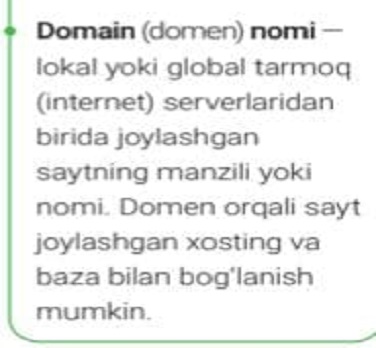 Domain (domen) nomi —
lokal yoki global tarmoq
(internet) serverlaridan
birida joylashgan
saytning manzili yoki
nomi. Domen orqali sayt
joylashgan xosting va
baza bilan bog'lanish
mumkin.